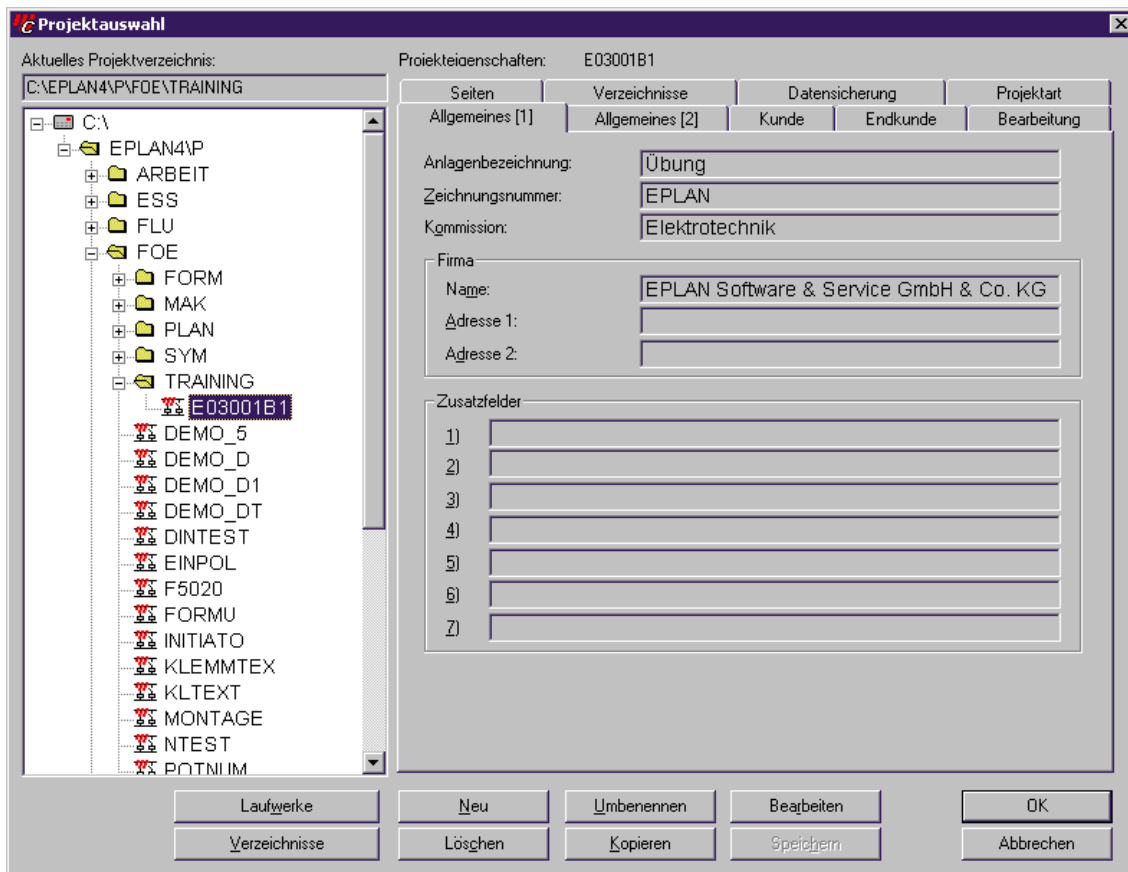 Projektauswahl
Aktuelles Projektverzeichnis:
C:\EPLAN4\P\FOE\TRAINING
C:\
EPLAN4\P
ARBEIT
ESS
FLU
FOE
FORM
MAK
PLAN
SYM
TRAINING
E03001B1
DEMO_5
DEMO_D
DEMO_D1
DEMO_DT
DINTEST
EINPOL
F5020
FORMU
INITIATO
KLEMMTEX
KLTEXT
MONTAGE
NTEST
POTNUM
Projekteigenschaften: E03001B1
Seiten Verzeichnisse Datensicherung Projektart
Allgemeines [1] Allgemeines [2] Kunde Endkunde Bearbeitung
Anlagenbezeichnung: Übung
Zeichnungsnummer: EPLAN
Kommission: Elektrotechnik
Firma
Name: EPLAN Software & Service GmbH & Co. KG
Adresse 1:
Adresse 2:
Zusatzfelder
1)
2)
3)
4)
5)
6)
7)
Laufwerke Neu Umbenennen Bearbeiten OK
Verzeichnisse Löschen Kopieren Speichern Abbrechen